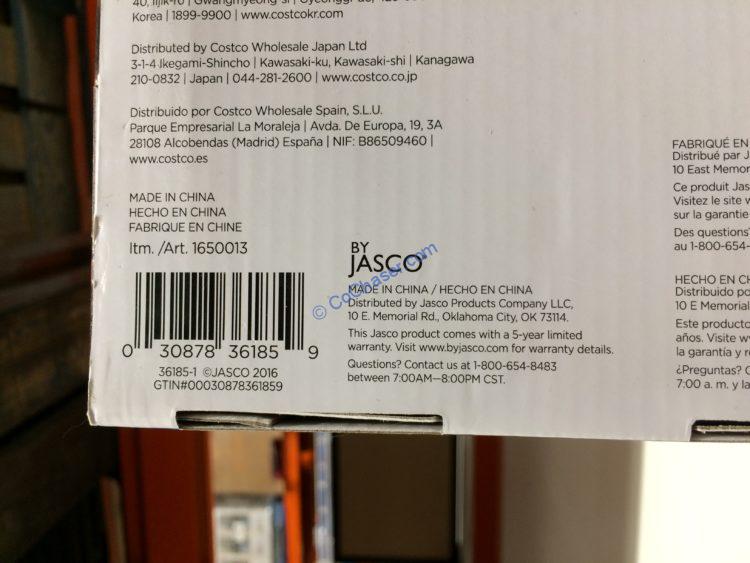 Korea | 1899-9900 | www.costcokr.com
Distributed by Costco Wholesale Japan Ltd
3-1-4 Ikegami-Shincho | Kawasaki-ku, Kawasaki-shi | Kanagawa
210-0832 | Japan | 044-281-2600 | www.costco.co.jp
Distribuido por Costco Wholesale Spain, S.L.U.
Parque Empresarial La Moraleja | Avda. De Europa, 19, 3A
28108 Alcobendas (Madrid) España | NIF: B86509460 |
www.costco.es
MADE IN CHINA
HECHO EN CHINA
FABRIQUE EN CHINE
Itm. /Art. 1650013
0 30878 36185 9
36185-1 ©JASCO 2016
GTIN#00030878361859
BY
JASCO
© CoChaser.com
MADE IN CHINA / HECHO EN CHINA
Distributed by Jasco Products Company LLC,
10 E. Memorial Rd., Oklahoma City, OK 73114.
This Jasco product comes with a 5-year limited
warranty. Visit www.byjasco.com for warranty details.
Questions? Contact us at 1-800-654-8483
between 7:00AM—8:00PM CST.
FABRIQUÉ EN
Distribué par J
10 East Memor
Ce produit Jas
Visitez le site w
sur la garantie
Des questions?
au 1-800-654-
HECHO EN C
Distribuido po
10 E Memorial
Este producto
años. Visite ww
la garantía y r
¿Preguntas? C
7:00 a. m. y la